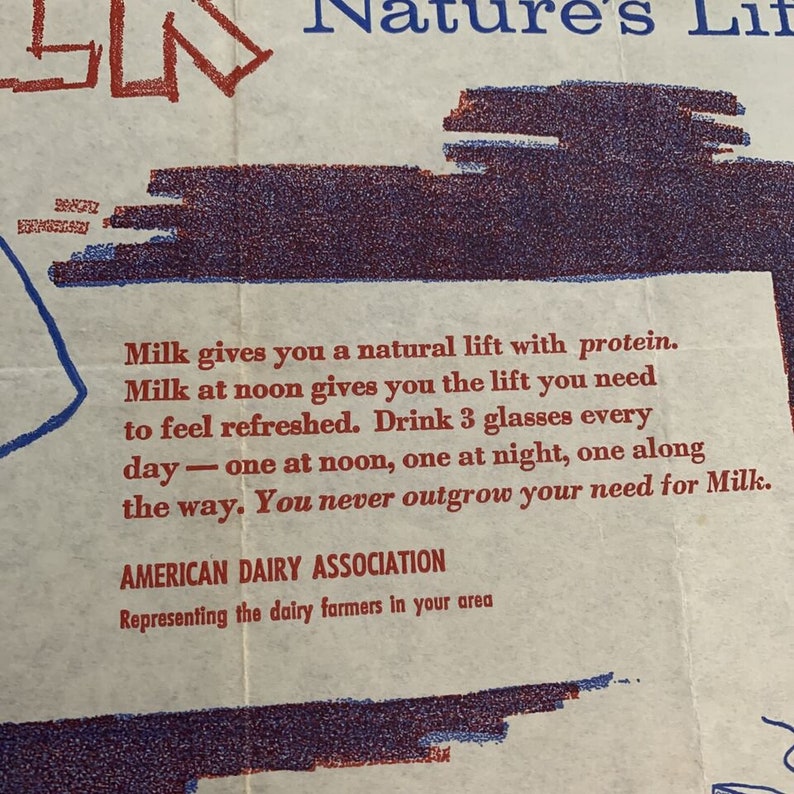 Nature's
Milk gives you a natural lift with protein.
Milk at noon gives you the lift you need
to feel refreshed. Drink 3 glasses every
day — one at noon, one at night, one along
the way. You never outgrow your need for Milk.
AMERICAN DAIRY ASSOCIATION
Representing the dairy farmers in your area